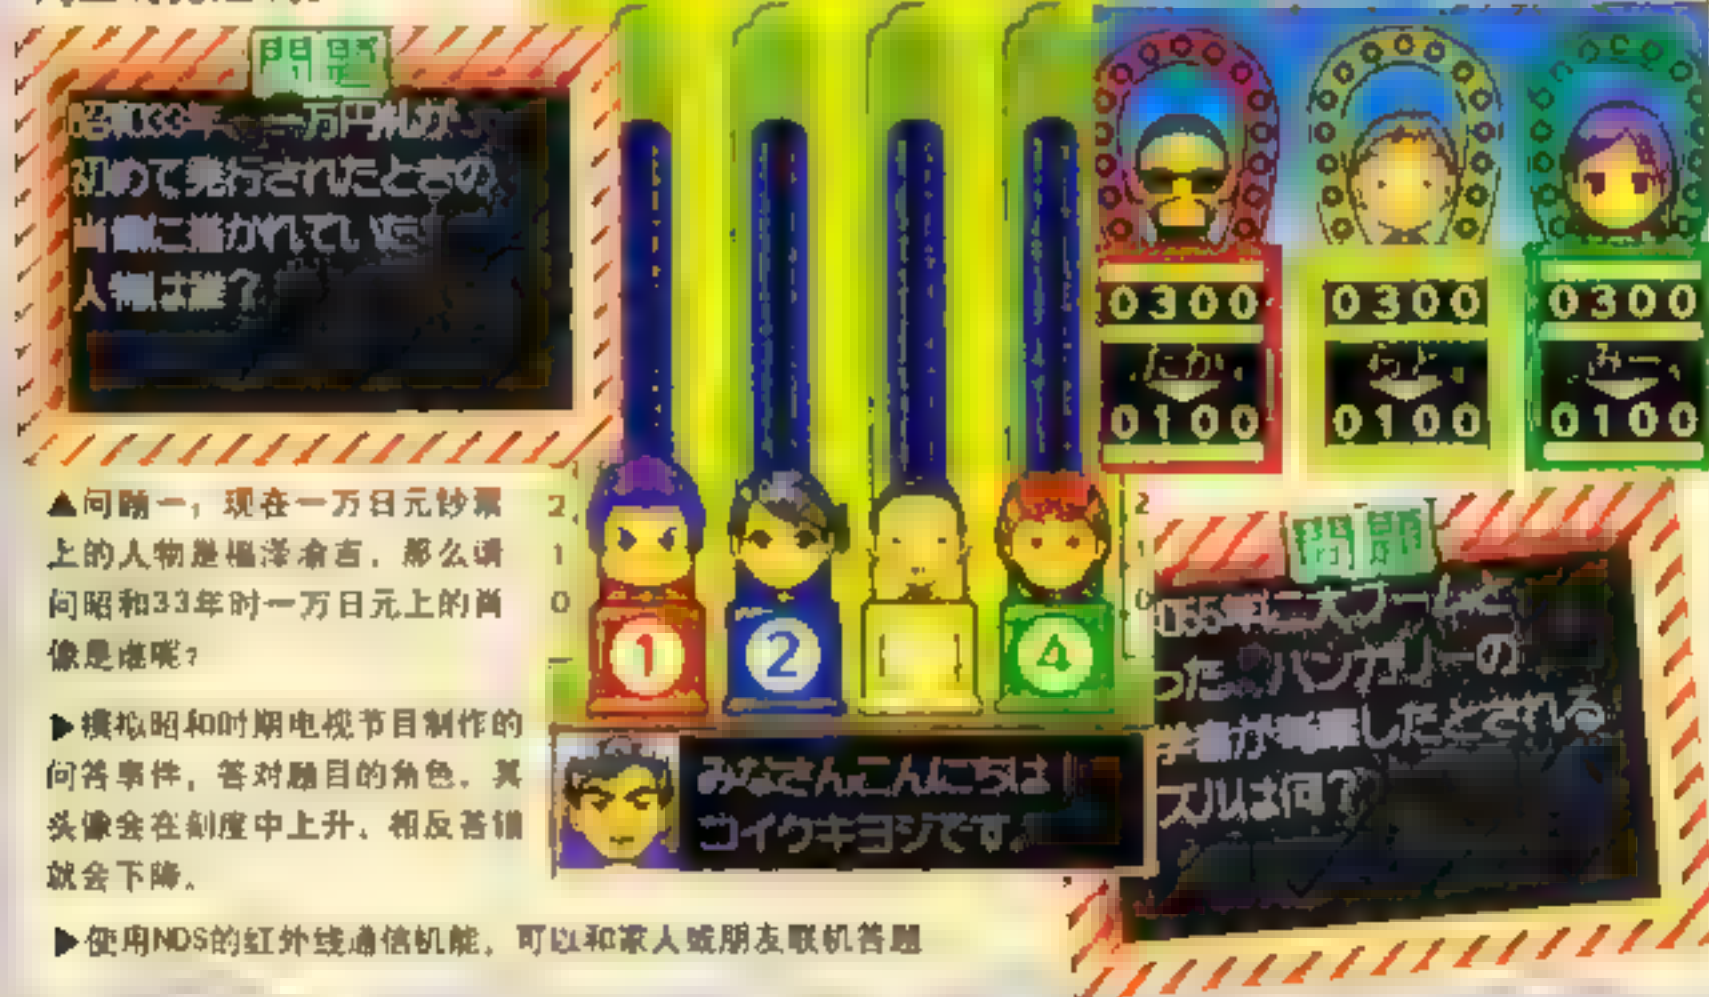 問題
昭和33年、一万円札が
初めて発行されたときの
肖像に描かれていた
人物は誰?
0300
たか
0100
0300
0100
0300
みー
0100
▲问题一，现在一万日元钞票
上的人物是福泽谕吉，那么请
问昭和33年时一万日元上的肖
像是谁呢?
2
1
0
1
2
4
2
1
0
▶模拟昭和时期电视节目制作的
问答事件，答对题目的角色，其
头像会在刻度中上升，相反答错
就会下降。
みなさんこんにちは
コイケキヨシです。
問題
55年に大ブームと
った、ハンガリーの
学者が考案したとされる
ズルは何?
▶使用NDS的红外线通信机能，可以和家人或朋友联机答题